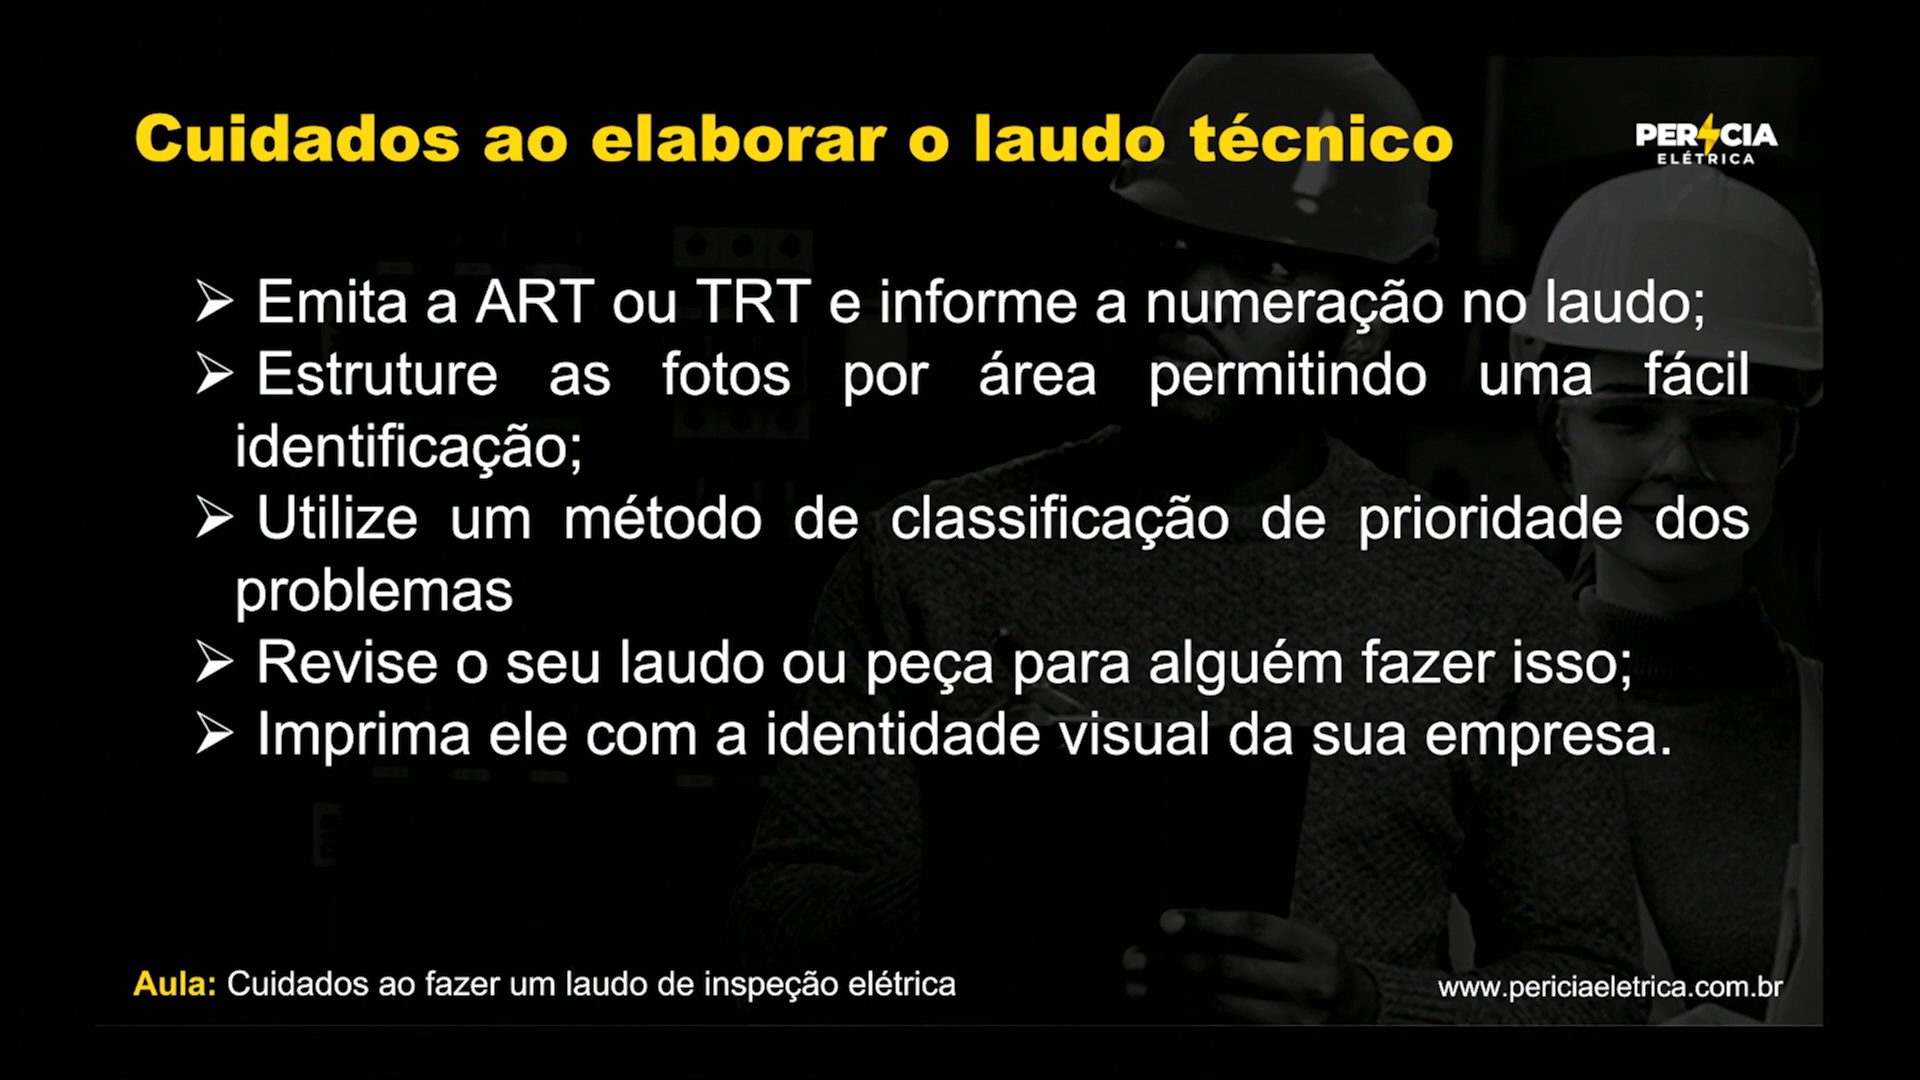 Cuidados ao elaborar o laudo técnico
PERÍCIA
ELÉTRICA
➢ Emita a ART ou TRT e informe a numeração no laudo;
➢ Estruture as fotos por área permitindo uma fácil
identificação;
➢ Utilize um método de classificação de prioridade dos
problemas
➢ Revise o seu laudo ou peça para alguém fazer isso;
➢ Imprima ele com a identidade visual da sua empresa.
Aula: Cuidados ao fazer um laudo de inspeção elétrica
www.periciaeletrica.com.br